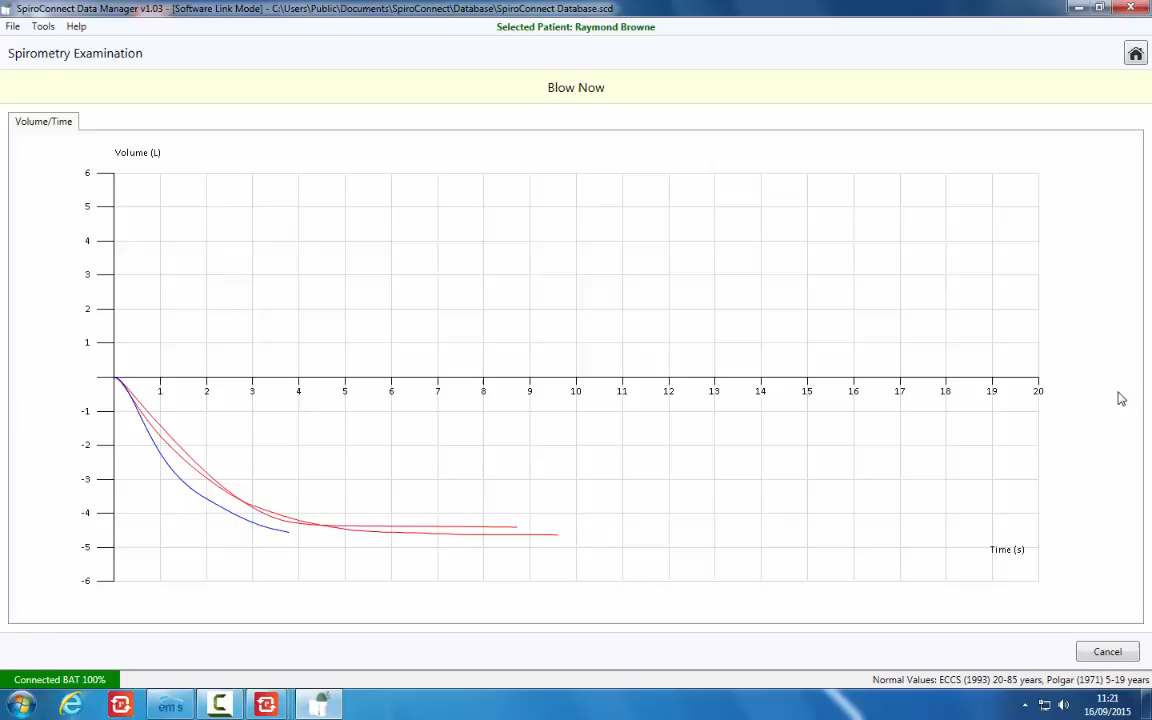 SpiroConnect Data Manager v1.03 - [Software Link Mode] - C:\Users\Public\Documents\SpiroConnect\Database\SpiroConnect Database.scd
File Tools Help
Selected Patient: Raymond Browne
Spirometry Examination
Blow Now
Volume/Time
Volume (L)
6
5
4
3
2
1
1 2 3 4 5 6 7 8 9 10 11 12 13 14 15 16 17 18 19 20
-1
-2
-3
-4
-5
Time (s)
-6
Cancel
Connected BAT 100%
Normal Values: ECCS (1993) 20-85 years, Polgar (1971) 5-19 years
ems
11:21
16/09/2015